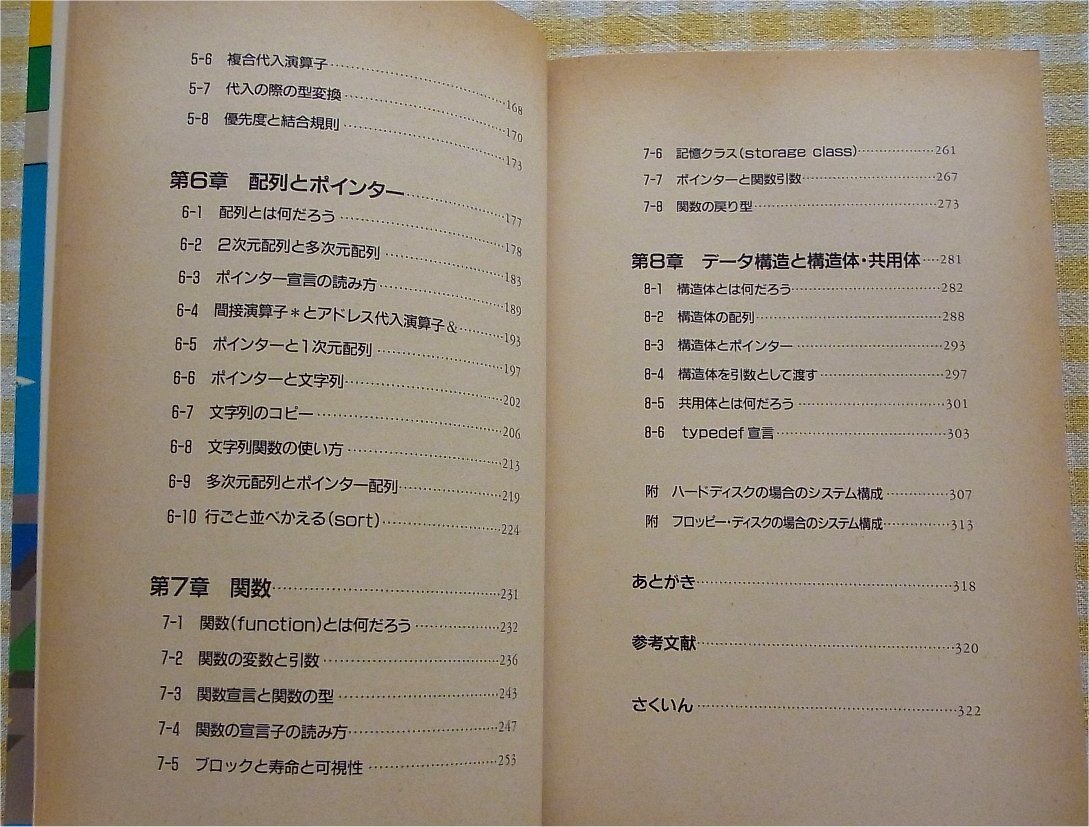 5-6 複合代入演算子……168
5-7 代入の際の型変換……170
5-8 優先度と結合規則……173
第6章 配列とポインター……177
6-1 配列とは何だろう……178
6-2 2次元配列と多次元配列……183
6-3 ポインター宣言の読み方……189
6-4 間接演算子*とアドレス代入演算子&……193
6-5 ポインターと1次元配列……197
6-6 ポインターと文字列……202
6-7 文字列のコピー……206
6-8 文字列関数の使い方……213
6-9 多次元配列とポインター配列……219
6-10 行ごと並べかえる(sort)……224
第7章 関数……231
7-1 関数(function)とは何だろう……232
7-2 関数の変数と引数……236
7-3 関数宣言と関数の型……243
7-4 関数の宣言子の読み方……247
7-5 ブロックと寿命と可視性……253
7-6 記憶クラス(storage class)……261
7-7 ポインターと関数引数……267
7-8 関数の戻り型……273
第8章 データ構造と構造体・共用体……281
8-1 構造体とは何だろう……282
8-2 構造体の配列……288
8-3 構造体とポインター……293
8-4 構造体を引数として渡す……297
8-5 共用体とは何だろう……301
8-6 typedef宣言……303
附 ハードディスクの場合のシステム構成……307
附 フロッピー・ディスクの場合のシステム構成……313
あとがき……318
参考文献……320
さくいん……322